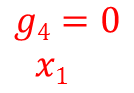 g₄ = 0
x₁